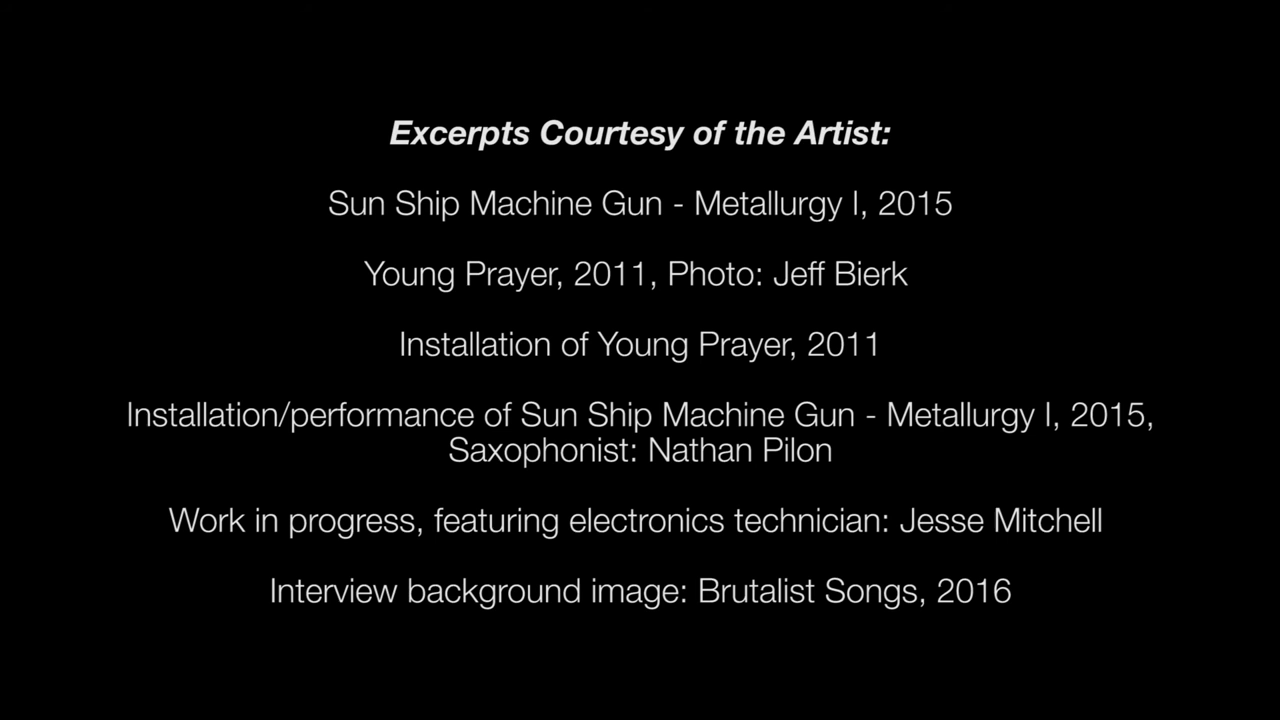 Excerpts Courtesy of the Artist:
Sun Ship Machine Gun - Metallurgy I, 2015
Young Prayer, 2011, Photo: Jeff Bierk
Installation of Young Prayer, 2011
Installation/performance of Sun Ship Machine Gun - Metallurgy I, 2015,
Saxophonist: Nathan Pilon
Work in progress, featuring electronics technician: Jesse Mitchell
Interview background image: Brutalist Songs, 2016